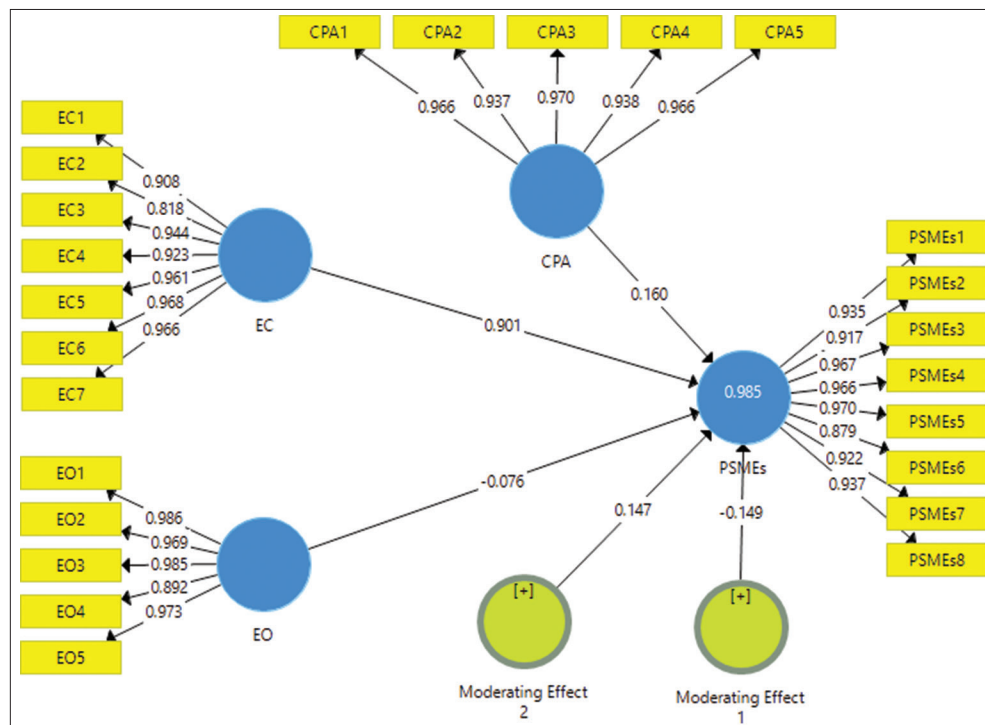 CPA1 CPA2 CPA3 CPA4 CPA5
0.966 0.937 0.970 0.938 0.966
CPA
EC1
EC2
EC3
EC4
EC5
EC6
EC7
0.908
0.818
0.944
0.923
0.961
0.968
0.966
EC
0.901
0.160
PSMEs1
PSMEs2
PSMEs3
PSMEs4
PSMEs5
PSMEs6
PSMEs7
PSMEs8
0.935
0.917
0.967
0.966
0.970
0.879
0.922
0.937
0.985
PSMEs
EO1
EO2
EO3
EO4
EO5
0.986
0.969
0.985
0.892
0.973
EO
-0.076
0.147
-0.149
[+]
Moderating Effect
2
[+]
Moderating Effect
1